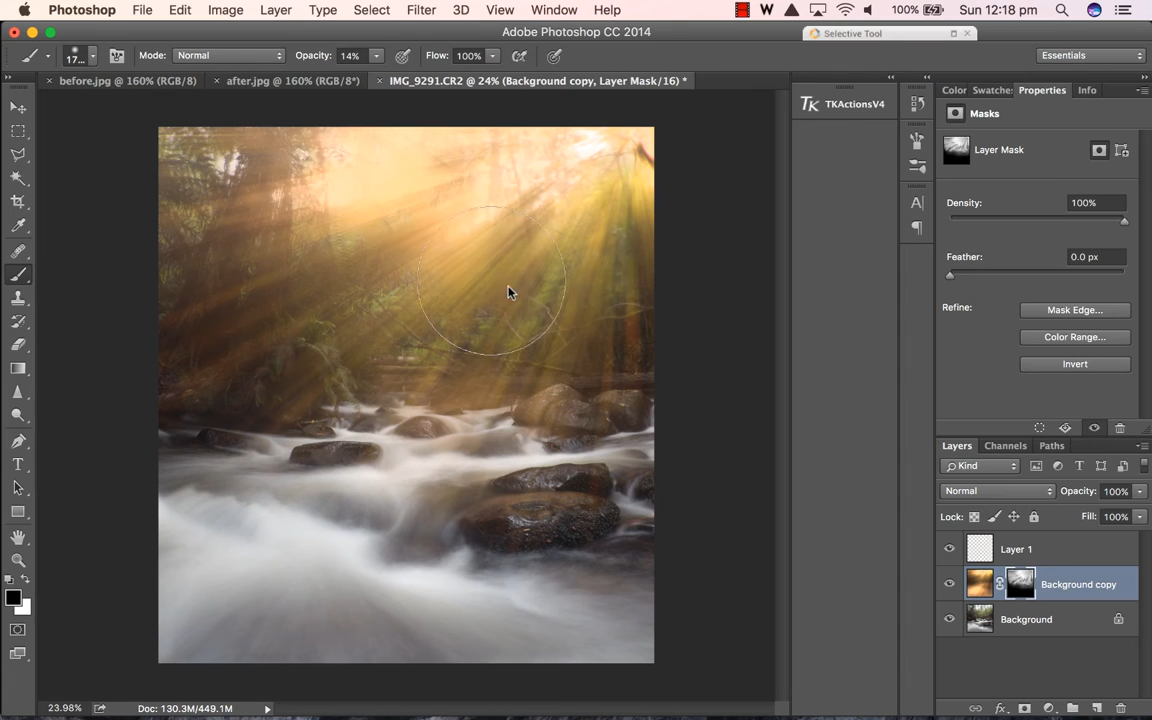 Photoshop File Edit Image Layer Type Select Filter 3D View Window Help W 100% Sun 12:18 pm
Adobe Photoshop CC 2014
Selective Tool
17... Mode: Normal Opacity: 14% Flow: 100% Essentials
before.jpg @ 160% (RGB/8) after.jpg @ 160% (RGB/8*) IMG_9291.CR2 @ 24% (Background copy, Layer Mask/16) *
Color Swatches Properties Info
TK TKActionsV4
Masks
Layer Mask
Density: 100%
Feather: 0.0 px
Refine: Mask Edge...
Color Range...
Invert
Layers Channels Paths
Kind
Normal Opacity: 100%
Lock: Fill: 100%
Layer 1
Background copy
Background
23.98% Doc: 130.3M/449.1M